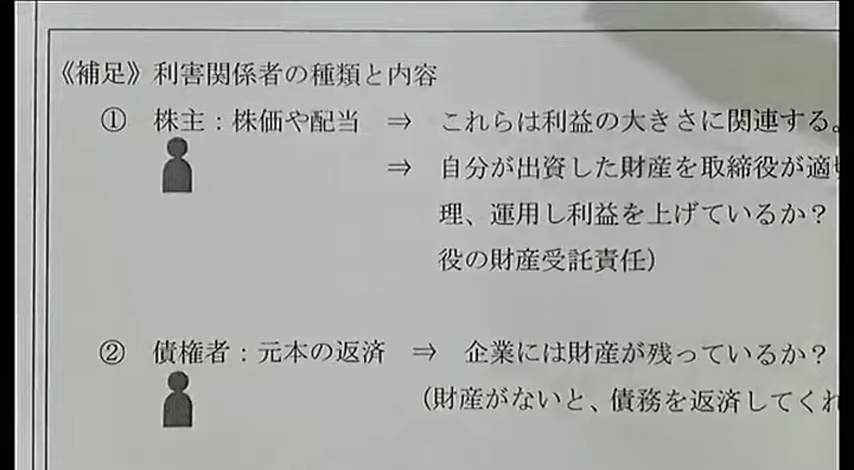 《補足》利害関係者の種類と内容
① 株主：株価や配当 ⇒ これらは利益の大きさに関連する。
⇒ 自分が出資した財産を取締役が適切
理、運用し利益を上げているか？
役の財産受託責任）
② 債権者：元本の返済 ⇒ 企業には財産が残っているか？
（財産がないと、債務を返済してくれ